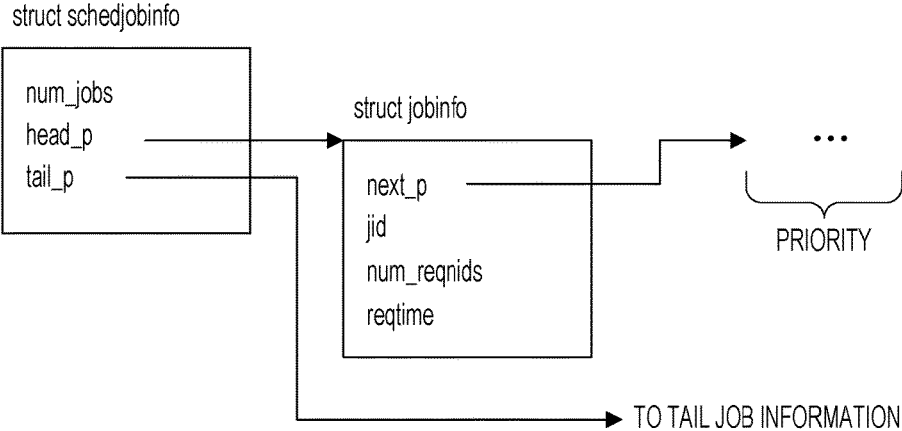 struct schedjobinfo
num_jobs
head_p
tail_p
struct jobinfo
next_p
jid
num_reqnids
reqtime
...
PRIORITY
TO TAIL JOB INFORMATION